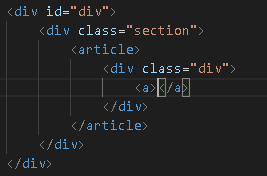 <div id="div">
<div class="section">
<article>
<div class="div">
<a></a>
</div>
</article>
</div>
</div>